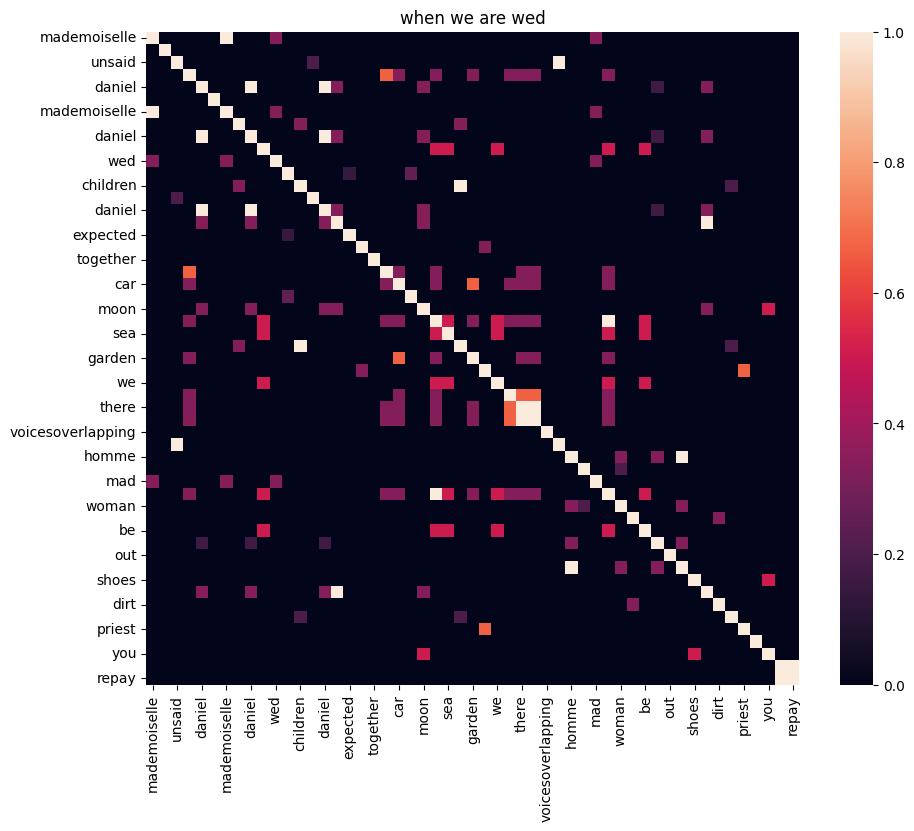 when we are wed
mademoiselle
unsaid
daniel
mademoiselle
daniel
wed
children
daniel
expected
together
car
moon
sea
garden
we
there
voicesoverlapping
homme
mad
woman
be
out
shoes
dirt
priest
you
repay
1.0
0.8
0.6
0.4
0.2
0.0
mademoiselle
unsaid
daniel
mademoiselle
daniel
wed
children
daniel
expected
together
car
moon
sea
garden
we
there
voicesoverlapping
homme
mad
woman
be
out
shoes
dirt
priest
you
repay